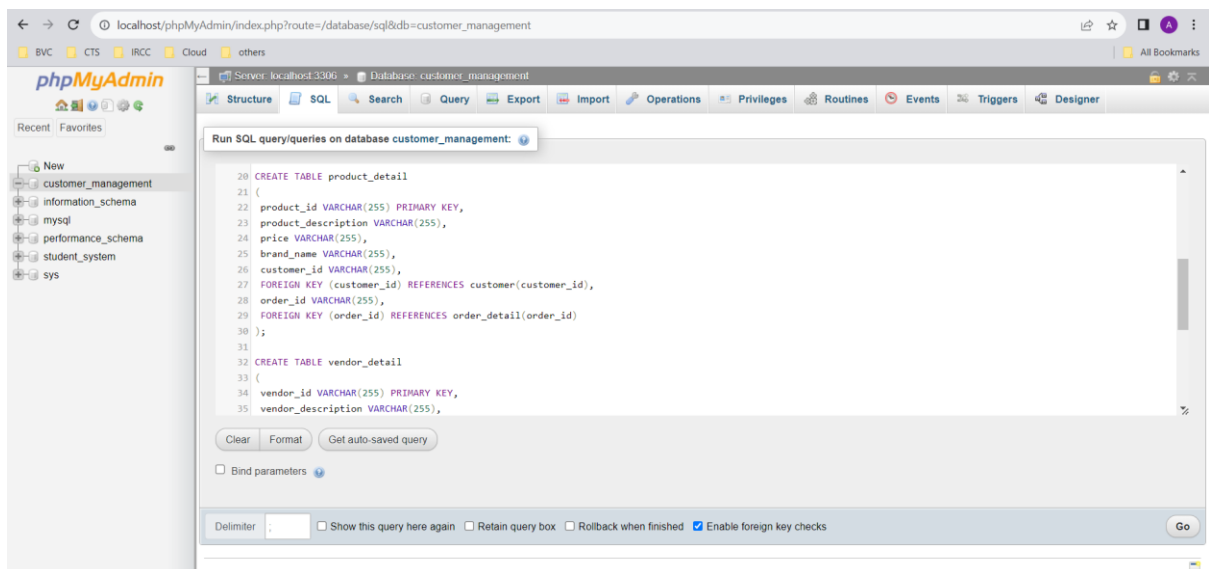 localhost/phpMyAdmin/index.php?route=/database/sql&db=customer_management
A
BVC CTS IRCC Cloud others All Bookmarks
phpMyAdmin
Recent Favorites
New
customer_management
information_schema
mysql
performance_schema
student_system
sys
Server: localhost:3306 » Database: customer_management
Structure SQL Search Query Export Import Operations Privileges Routines Events Triggers Designer
Run SQL query/queries on database customer_management:
20 CREATE TABLE product_detail
21 (
22 product_id VARCHAR(255) PRIMARY KEY,
23 product_description VARCHAR(255),
24 price VARCHAR(255),
25 brand_name VARCHAR(255),
26 customer_id VARCHAR(255),
27 FOREIGN KEY (customer_id) REFERENCES customer(customer_id),
28 order_id VARCHAR(255),
29 FOREIGN KEY (order_id) REFERENCES order_detail(order_id)
30 );
31
32 CREATE TABLE vendor_detail
33 (
34 vendor_id VARCHAR(255) PRIMARY KEY,
35 vendor_description VARCHAR(255),
Clear Format Get auto-saved query
Bind parameters
Delimiter ; Show this query here again Retain query box Rollback when finished Enable foreign key checks Go